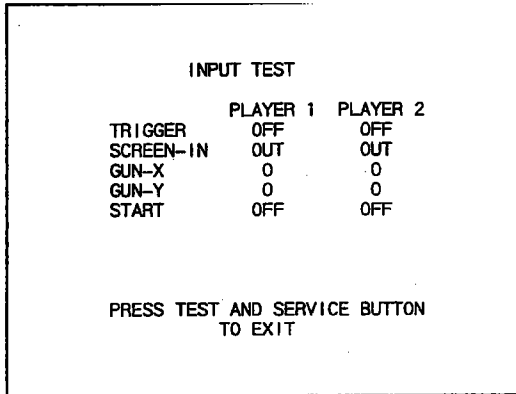 INPUT TEST
PLAYER 1 PLAYER 2
TRIGGER OFF OFF
SCREEN-IN OUT OUT
GUN-X 0 0
GUN-Y 0 0
START OFF OFF
PRESS TEST AND SERVICE BUTTON
TO EXIT